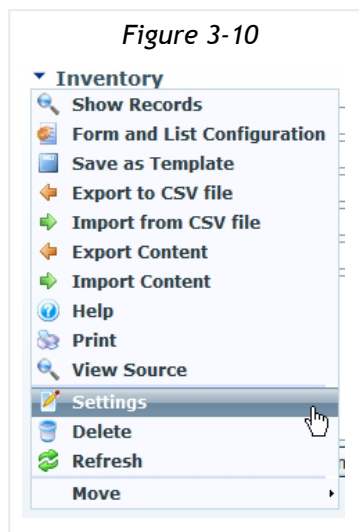 Figure 3-10
Inventory
Show Records
Form and List Configuration
Save as Template
Export to CSV file
Import from CSV file
Export Content
Import Content
Help
Print
View Source
Settings
Delete
Refresh
Move